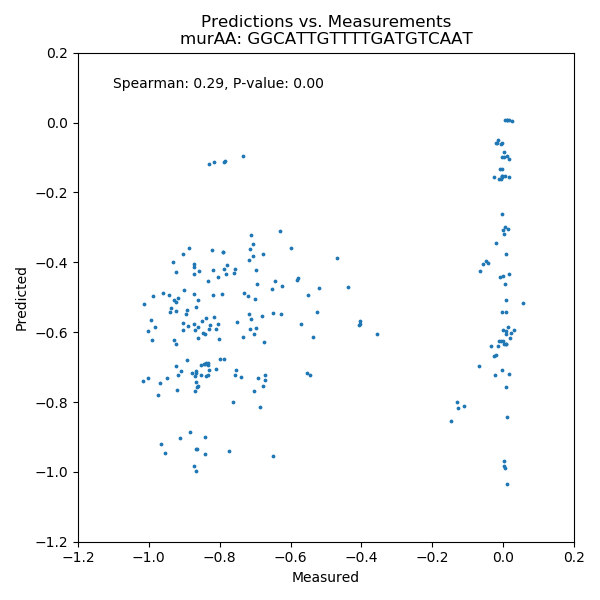 Predictions vs. Measurements
murAA: GGCATTGTTTTGATGTCAAT
Spearman: 0.29, P-value: 0.00
0.2
0.0
−0.2
−0.4
−0.6
−0.8
−1.0
−1.2
Predicted
−1.2 −1.0 −0.8 −0.6 −0.4 −0.2 0.0 0.2
Measured